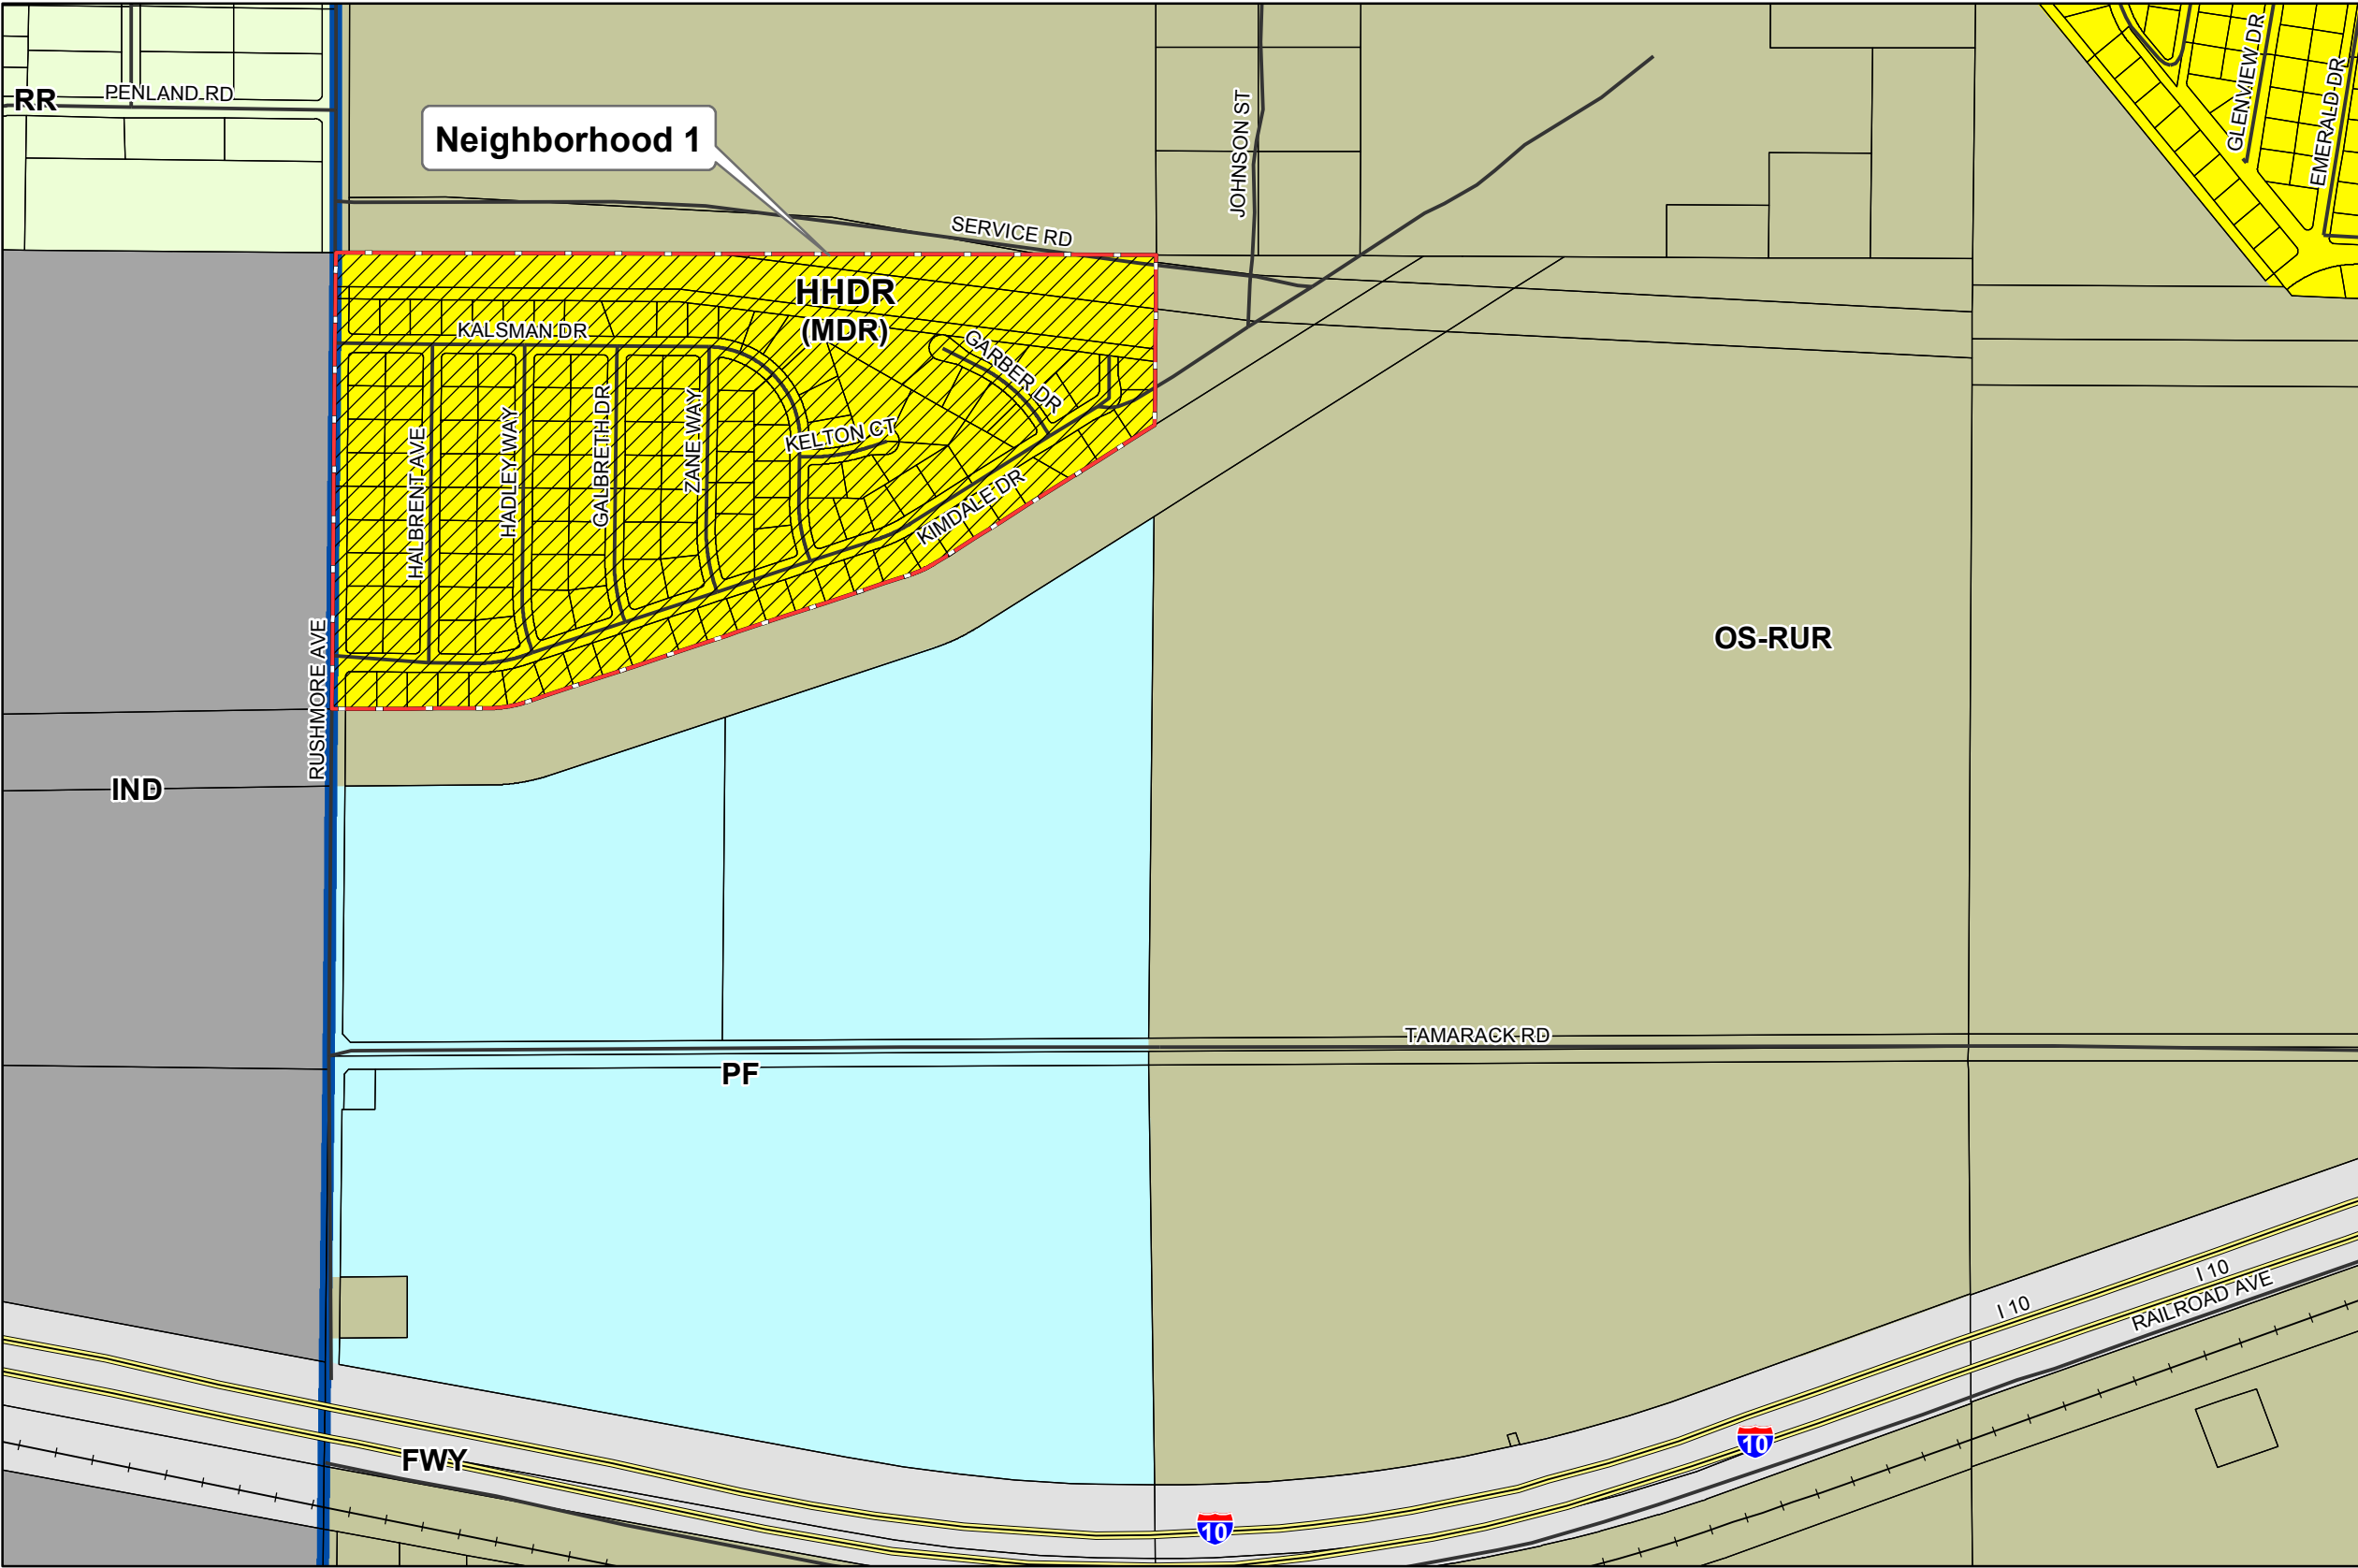 GLENVIEW DR
EMERALD DR
RR
PENLAND RD
Neighborhood 1
JOHNSON ST
SERVICE RD
HHDR
(MDR)
KALSMAN DR
GARBER DR
HALBRENT AVE
HADLEY WAY
GALBRETH DR
ZANE WAY
KELTON CT
KIMDALE DR
RUSHMORE AVE
OS-RUR
IND
TAMARACK RD
PF
I 10
I 10
RAILROAD AVE
FWY
10
10